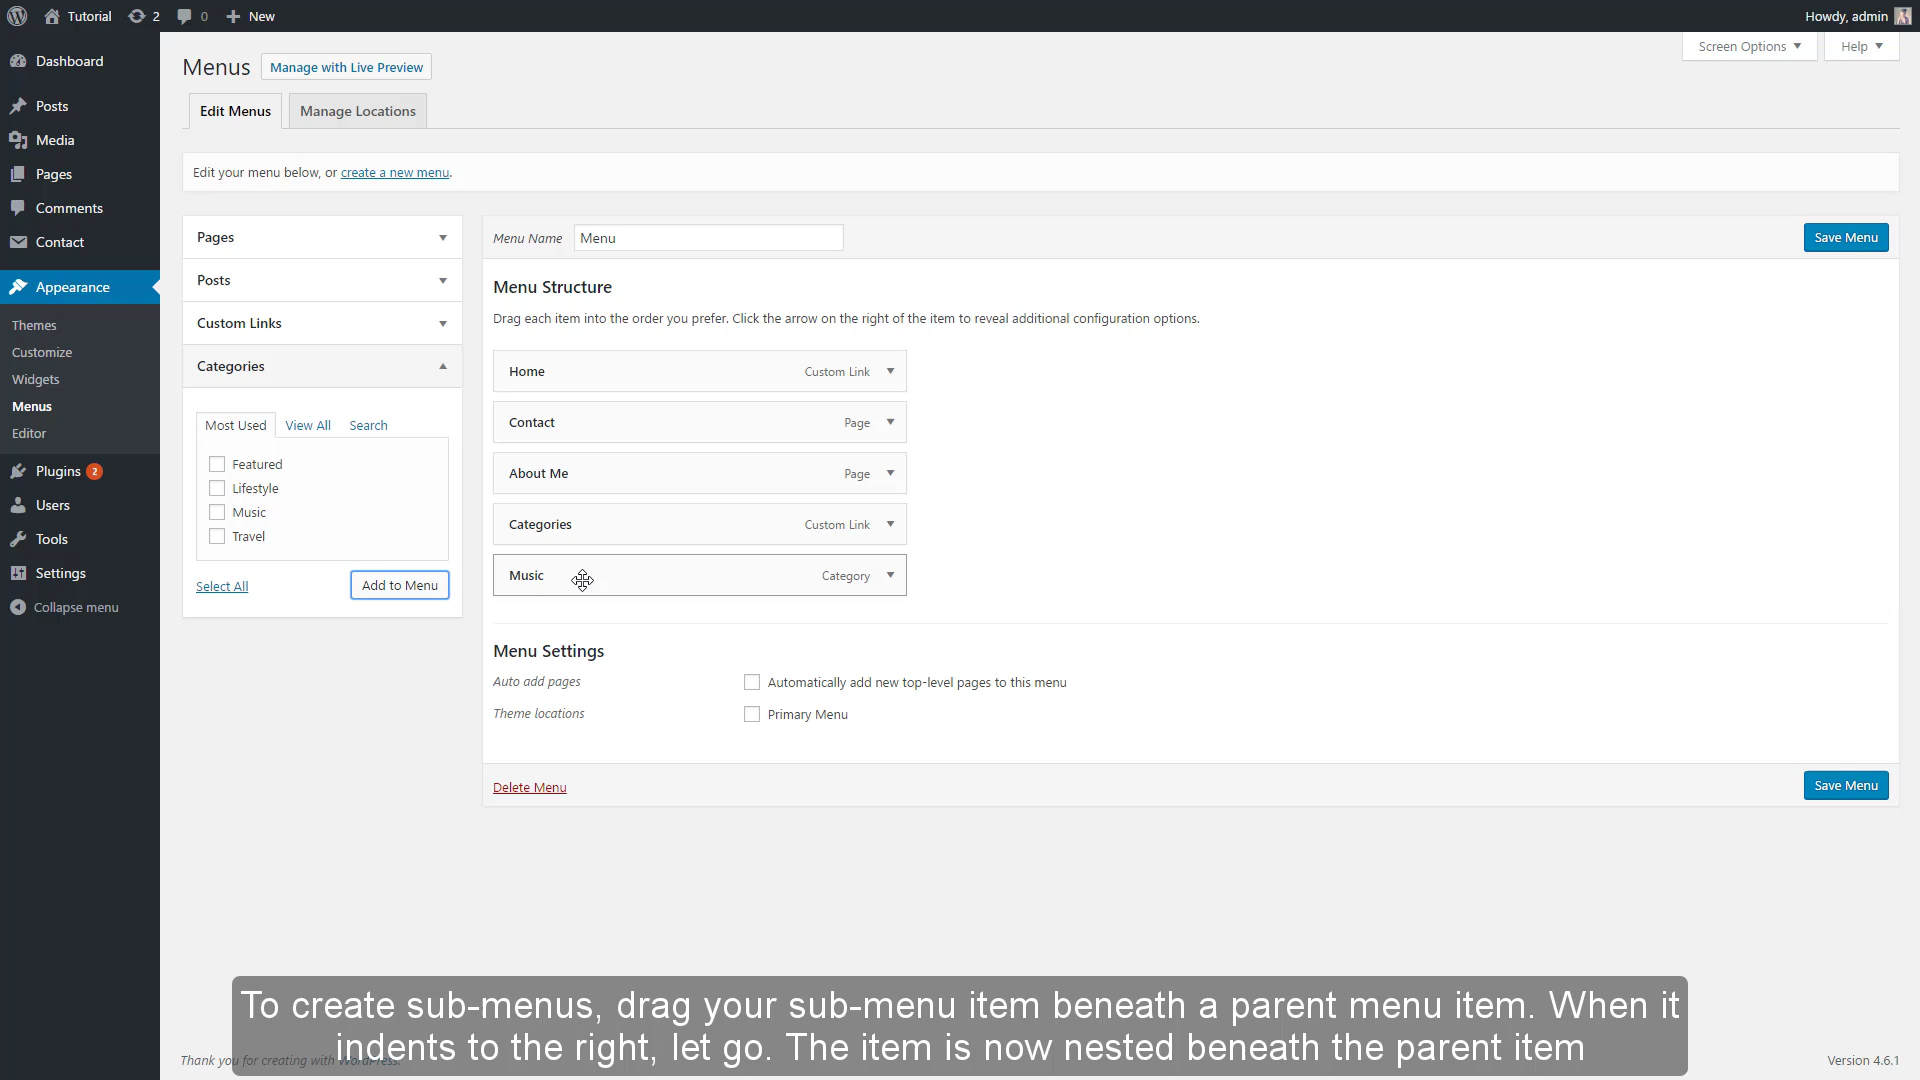 Tutorial 2 0 New Howdy, admin
Screen Options Help
Dashboard
Posts
Media
Pages
Comments
Contact
Appearance
Themes
Customize
Widgets
Menus
Editor
Plugins 2
Users
Tools
Settings
Collapse menu
Menus Manage with Live Preview
Edit Menus Manage Locations
Edit your menu below, or create a new menu.
Pages
Posts
Custom Links
Categories
Most Used View All Search
Featured
Lifestyle
Music
Travel
Select All Add to Menu
Menu Name Menu Save Menu
Menu Structure
Drag each item into the order you prefer. Click the arrow on the right of the item to reveal additional configuration options.
Home Custom Link
Contact Page
About Me Page
Categories Custom Link
Music Category
Menu Settings
Auto add pages Automatically add new top-level pages to this menu
Theme locations Primary Menu
Delete Menu Save Menu
To create sub-menus, drag your sub-menu item beneath a parent menu item. When it
indents to the right, let go. The item is now nested beneath the parent item
Thank you for creating with WordPress. Version 4.6.1